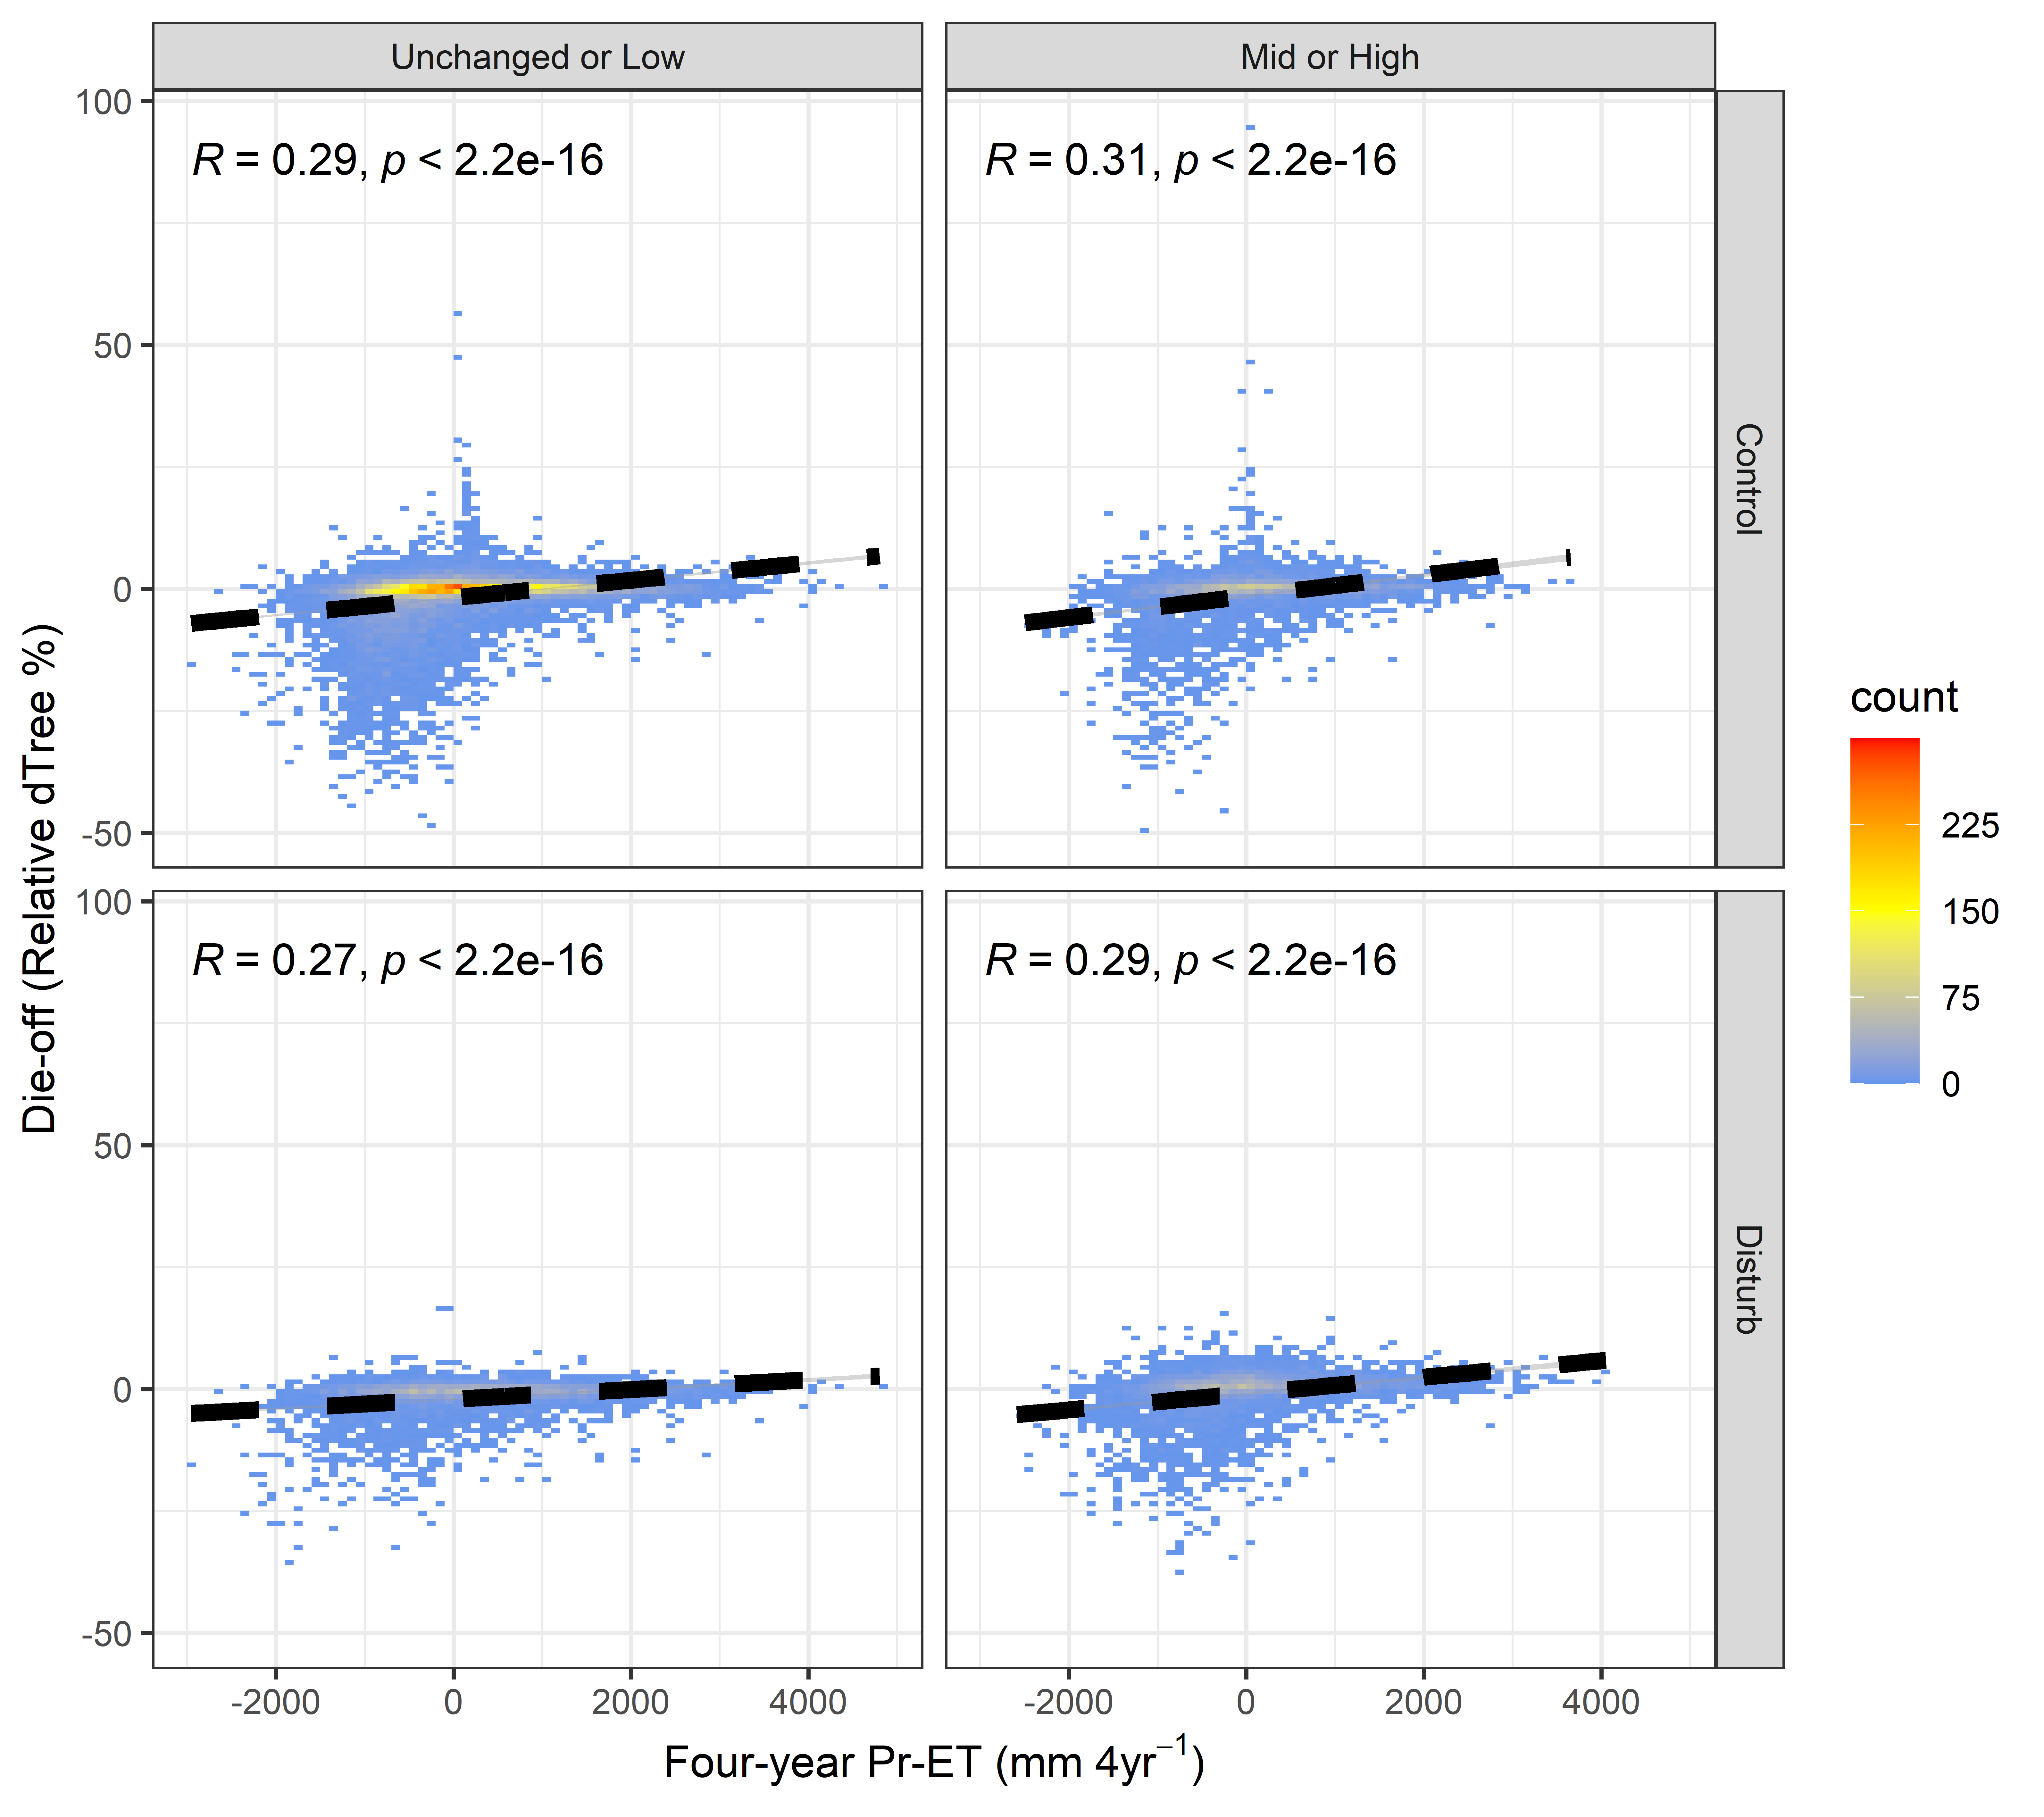 Unchanged or Low
Mid or High
100
50
0
-50
R = 0.29, p < 2.2e-16
R = 0.31, p < 2.2e-16
Control
100
50
0
-50
R = 0.27, p < 2.2e-16
R = 0.29, p < 2.2e-16
Disturb
-2000 0 2000 4000
-2000 0 2000 4000
Four-year Pr-ET (mm 4yr⁻¹)
Die-off (Relative dTree %)
count
225
150
75
0